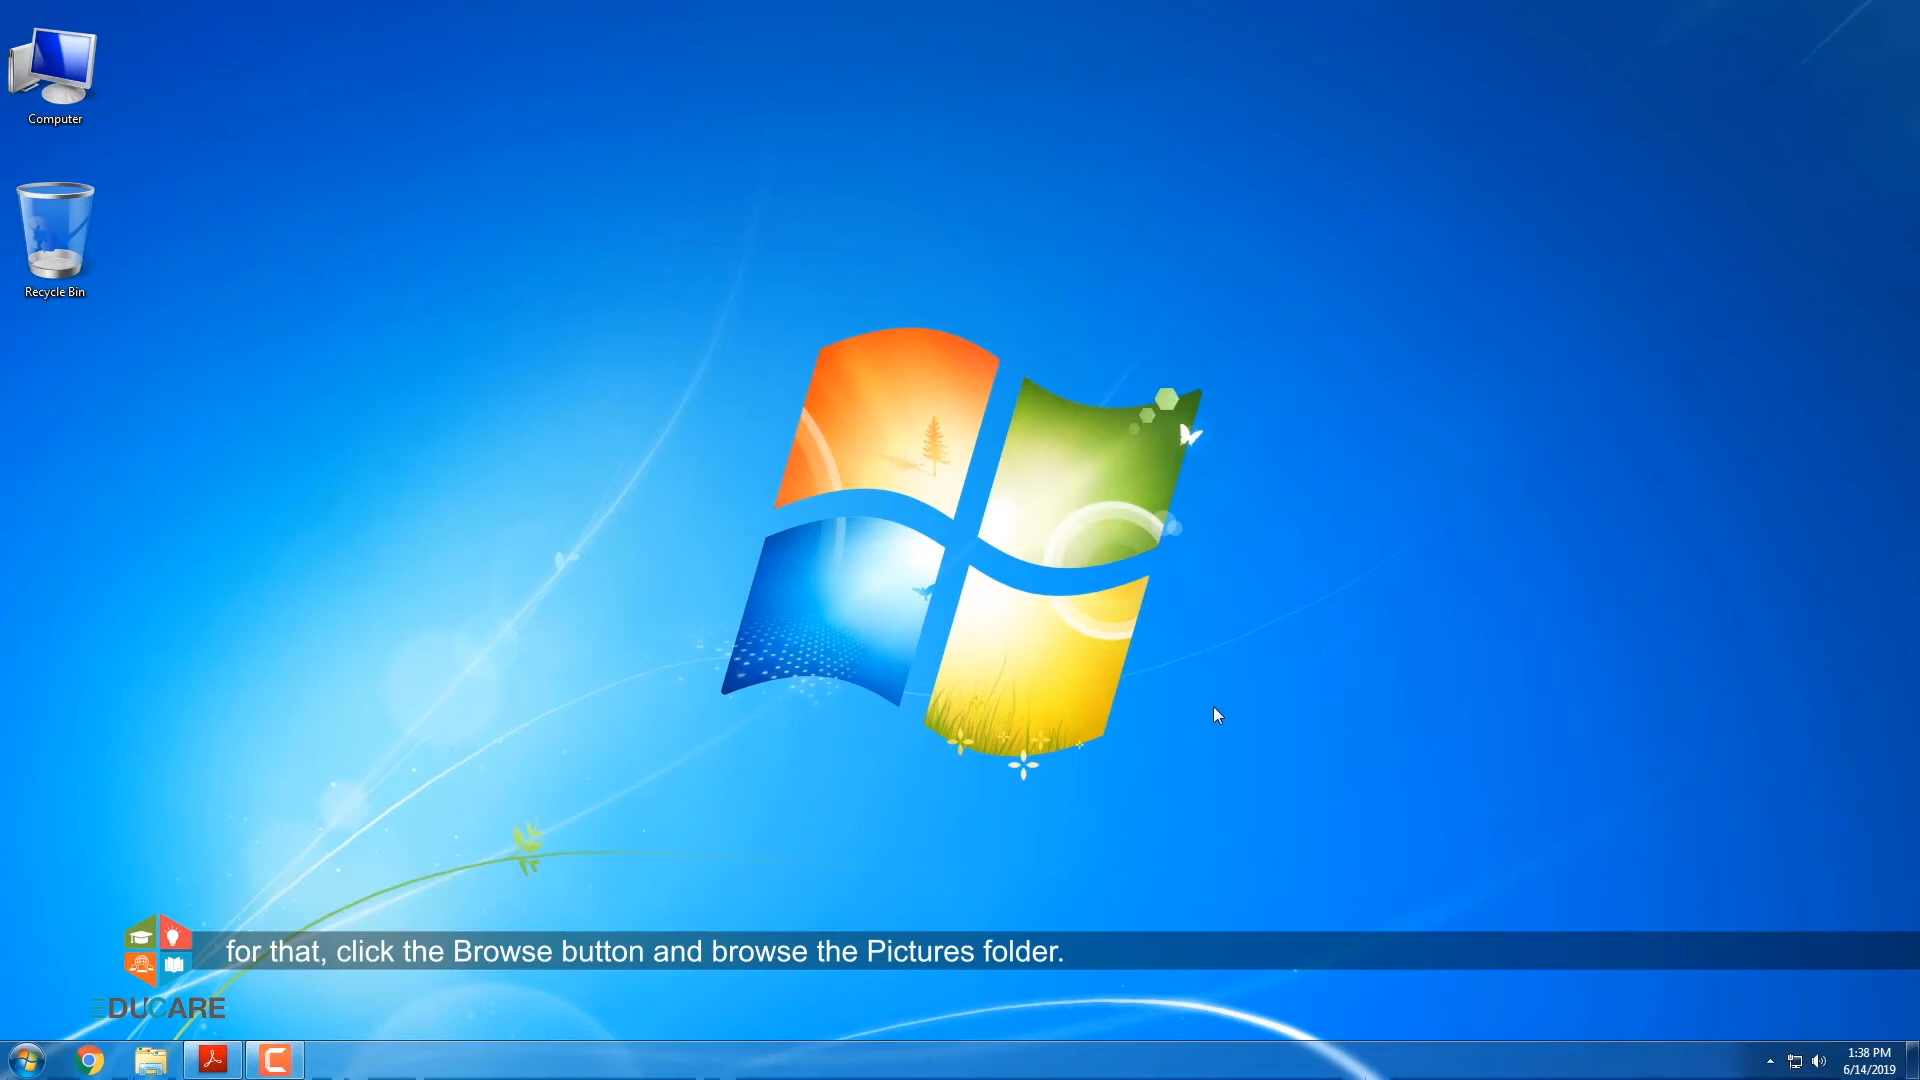 Computer
Recycle Bin
for that, click the Browse button and browse the Pictures folder.
EDUCARE
1:38 PM
6/14/2019